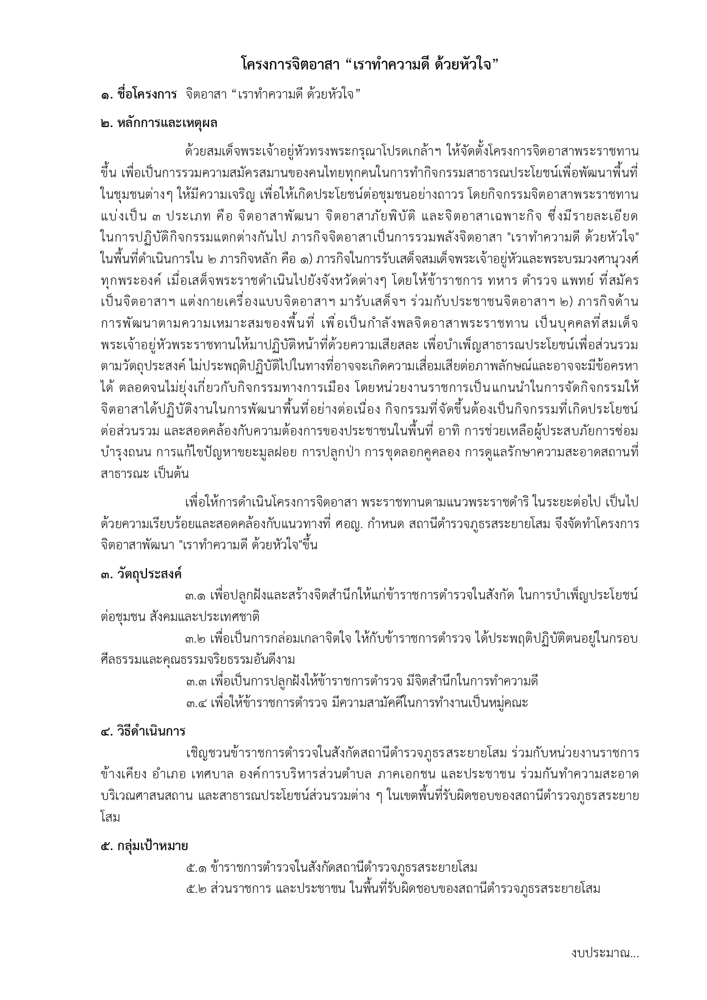 โครงการจิตอาสา “เราทำความดี ด้วยหัวใจ”
๑. ชื่อโครงการ จิตอาสา “เราทำความดี ด้วยหัวใจ”
๒. หลักการและเหตุผล
ด้วยสมเด็จพระเจ้าอยู่หัวทรงพระกรุณาโปรดเกล้าฯ ให้จัดตั้งโครงการจิตอาสาพระราชทาน
ขึ้น เพื่อเป็นการรวมความสมัครสมานของคนไทยทุกคนในการทำกิจกรรมสาธารณประโยชน์เพื่อพัฒนาพื้นที่
ในชุมชนต่างๆ ให้มีความเจริญ เพื่อให้เกิดประโยชน์ต่อชุมชนอย่างถาวร โดยกิจกรรมจิตอาสาพระราชทาน
แบ่งเป็น ๓ ประเภท คือ จิตอาสาพัฒนา จิตอาสาภัยพิบัติ และจิตอาสาเฉพาะกิจ ซึ่งมีรายละเอียด
ในการปฏิบัติกิจกรรมแตกต่างกันไป ภารกิจจิตอาสาเป็นการรวมพลังจิตอาสา "เราทำความดี ด้วยหัวใจ"
ในพื้นที่ดำเนินการใน ๒ ภารกิจหลัก คือ ๑) ภารกิจในการรับเสด็จสมเด็จพระเจ้าอยู่หัวและพระบรมวงศานุวงศ์
ทุกพระองค์ เมื่อเสด็จพระราชดำเนินไปยังจังหวัดต่างๆ โดยให้ข้าราชการ ทหาร ตำรวจ แพทย์ ที่สมัคร
เป็นจิตอาสาฯ แต่งกายเครื่องแบบจิตอาสาฯ มารับเสด็จฯ ร่วมกับประชาชนจิตอาสาฯ ๒) ภารกิจด้าน
การพัฒนาตามความเหมาะสมของพื้นที่ เพื่อเป็นกำลังพลจิตอาสาพระราชทาน เป็นบุคคลที่สมเด็จ
พระเจ้าอยู่หัวพระราชทานให้มาปฏิบัติหน้าที่ด้วยความเสียสละ เพื่อบำเพ็ญสาธารณประโยชน์เพื่อส่วนรวม
ตามวัตถุประสงค์ ไม่ประพฤติปฏิบัติไปในทางที่อาจจะเกิดความเสื่อมเสียต่อภาพลักษณ์และอาจจะมีข้อครหา
ได้ ตลอดจนไม่ยุ่งเกี่ยวกับกิจกรรมทางการเมือง โดยหน่วยงานราชการเป็นแกนนำในการจัดกิจกรรมให้
จิตอาสาได้ปฏิบัติงานในการพัฒนาพื้นที่อย่างต่อเนื่อง กิจกรรมที่จัดขึ้นต้องเป็นกิจกรรมที่เกิดประโยชน์
ต่อส่วนรวม และสอดคล้องกับความต้องการของประชาชนในพื้นที่ อาทิ การช่วยเหลือผู้ประสบภัยการซ่อม
บำรุงถนน การแก้ไขปัญหาขยะมูลฝอย การปลูกป่า การขุดลอกคูคลอง การดูแลรักษาความสะอาดสถานที่
สาธารณะ เป็นต้น
เพื่อให้การดำเนินโครงการจิตอาสา พระราชทานตามแนวพระราชดำริ ในระยะต่อไป เป็นไป
ด้วยความเรียบร้อยและสอดคล้องกับแนวทางที่ ศอญ. กำหนด สถานีตำรวจภูธรสระยายโสม จึงจัดทำโครงการ
จิตอาสาพัฒนา "เราทำความดี ด้วยหัวใจ"ขึ้น
๓. วัตถุประสงค์
๓.๑ เพื่อปลูกฝังและสร้างจิตสำนึกให้แก่ข้าราชการตำรวจในสังกัด ในการบำเพ็ญประโยชน์
ต่อชุมชน สังคมและประเทศชาติ
๓.๒ เพื่อเป็นการกล่อมเกลาจิตใจ ให้กับข้าราชการตำรวจ ได้ประพฤติปฏิบัติตนอยู่ในกรอบ
ศีลธรรมและคุณธรรมจริยธรรมอันดีงาม
๓.๓ เพื่อเป็นการปลูกฝังให้ข้าราชการตำรวจ มีจิตสำนึกในการทำความดี
๓.๔ เพื่อให้ข้าราชการตำรวจ มีความสามัคคีในการทำงานเป็นหมู่คณะ
๔. วิธีดำเนินการ
เชิญชวนข้าราชการตำรวจในสังกัดสถานีตำรวจภูธรสระยายโสม ร่วมกับหน่วยงานราชการ
ข้างเคียง อำเภอ เทศบาล องค์การบริหารส่วนตำบล ภาคเอกชน และประชาชน ร่วมกันทำความสะอาด
บริเวณศาสนสถาน และสาธารณประโยชน์ส่วนรวมต่าง ๆ ในเขตพื้นที่รับผิดชอบของสถานีตำรวจภูธรสระยาย
โสม
๕. กลุ่มเป้าหมาย
๕.๑ ข้าราชการตำรวจในสังกัดสถานีตำรวจภูธรสระยายโสม
๕.๒ ส่วนราชการ และประชาชน ในพื้นที่รับผิดชอบของสถานีตำรวจภูธรสระยายโสม
งบประมาณ...